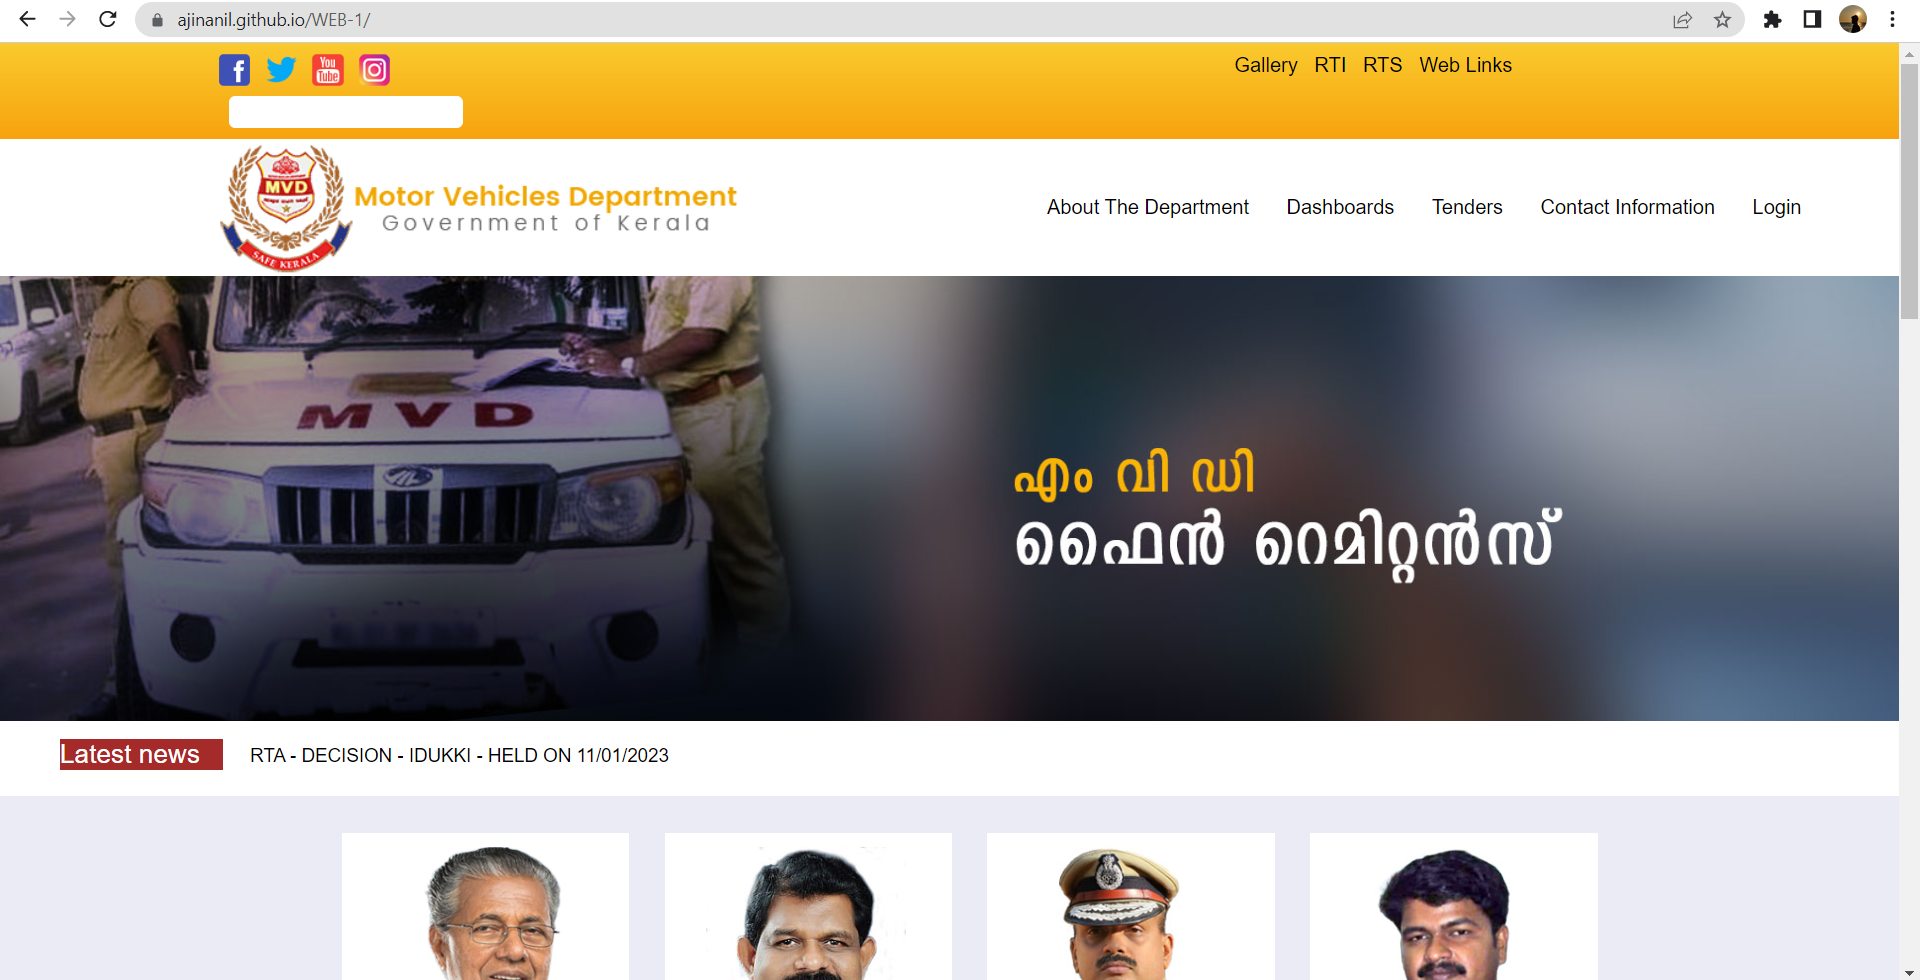 ajinanil.github.io/WEB-1/
You
Tube
Gallery RTI RTS Web Links
MVD
SAFE KERALA
Motor Vehicles Department
Government of Kerala
About The Department Dashboards Tenders Contact Information Login
MVD
എം വി ഡി
ഫൈൻ റെമിറ്റൻസ്
Latest news RTA - DECISION - IDUKKI - HELD ON 11/01/2023